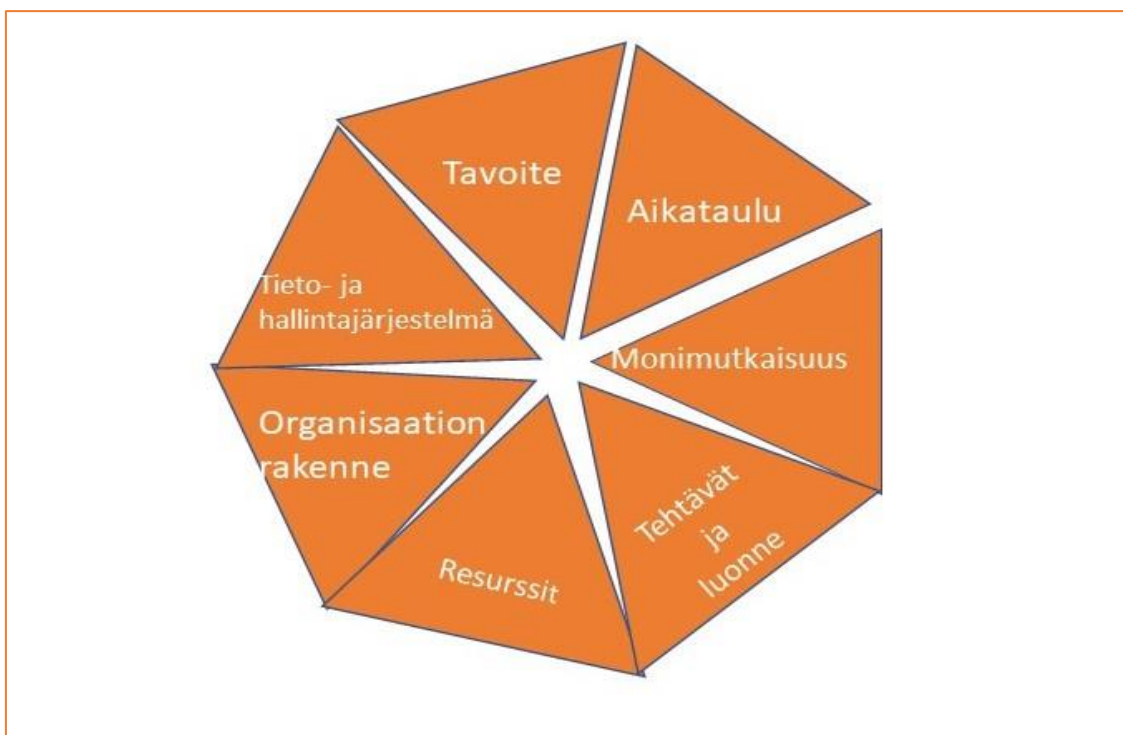 Tavoite
Aikataulu
Tieto- ja
hallintajärjestelmä
Monimutkaisuus
Organisaation
rakenne
Tehtävät
ja
luonne
Resurssit